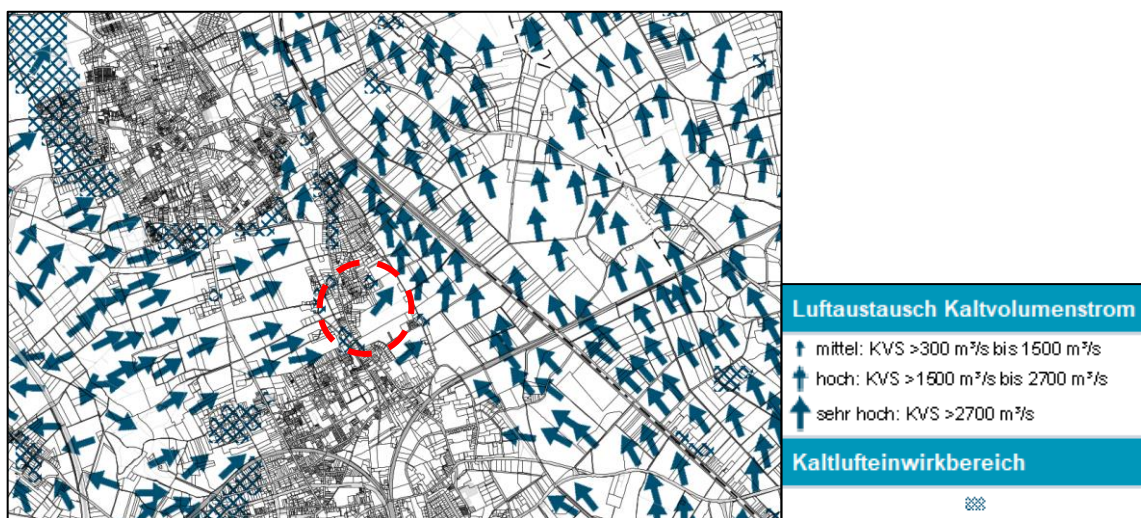 Luftaustausch Kaltvolumenstrom
mittel: KVS >300 m³/s bis 1500 m³/s
hoch: KVS >1500 m³/s bis 2700 m³/s
sehr hoch: KVS >2700 m³/s
Kaltlufteinwirkbereich